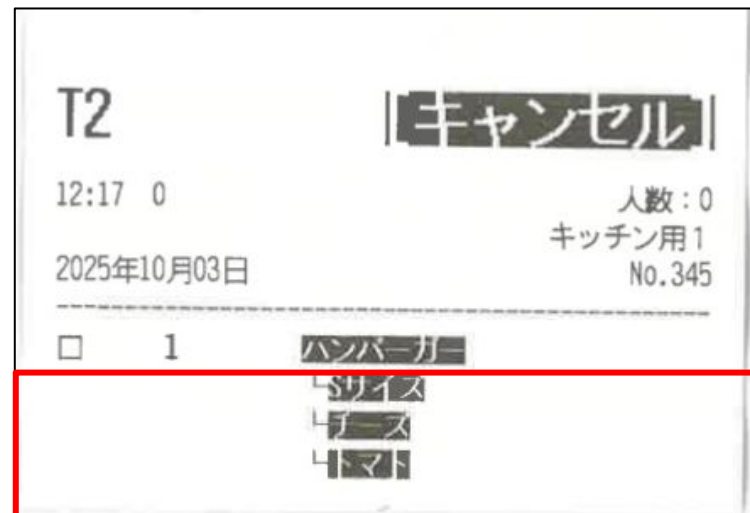 T2 キャンセル
12:17 0 人数:0
キッチン用1
2025年10月03日 No.345
□ 1 ハンバーガー
└Sサイズ
└チーズ
└トマト